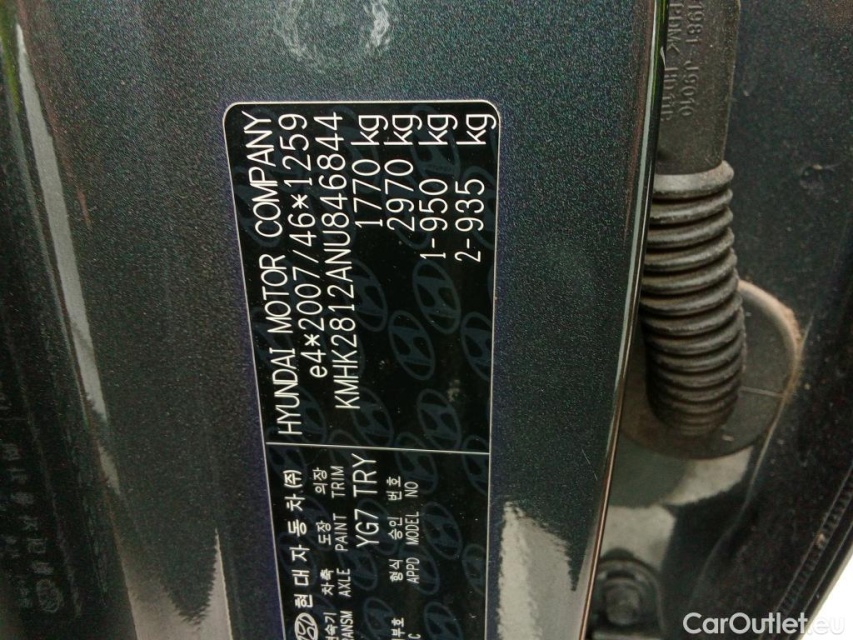 HYUNDAI MOTOR COMPANY
e4*2007/46*1259
KMHK2812ANU846844
1770 kg
2970 kg
1-950 kg
2-935 kg
현대자동차(주)
차축 도장 의장
AXLE PAINT TRIM
YG7 TRY
형식 승인 번호
APPD MODEL NO
CarOutlet.eu